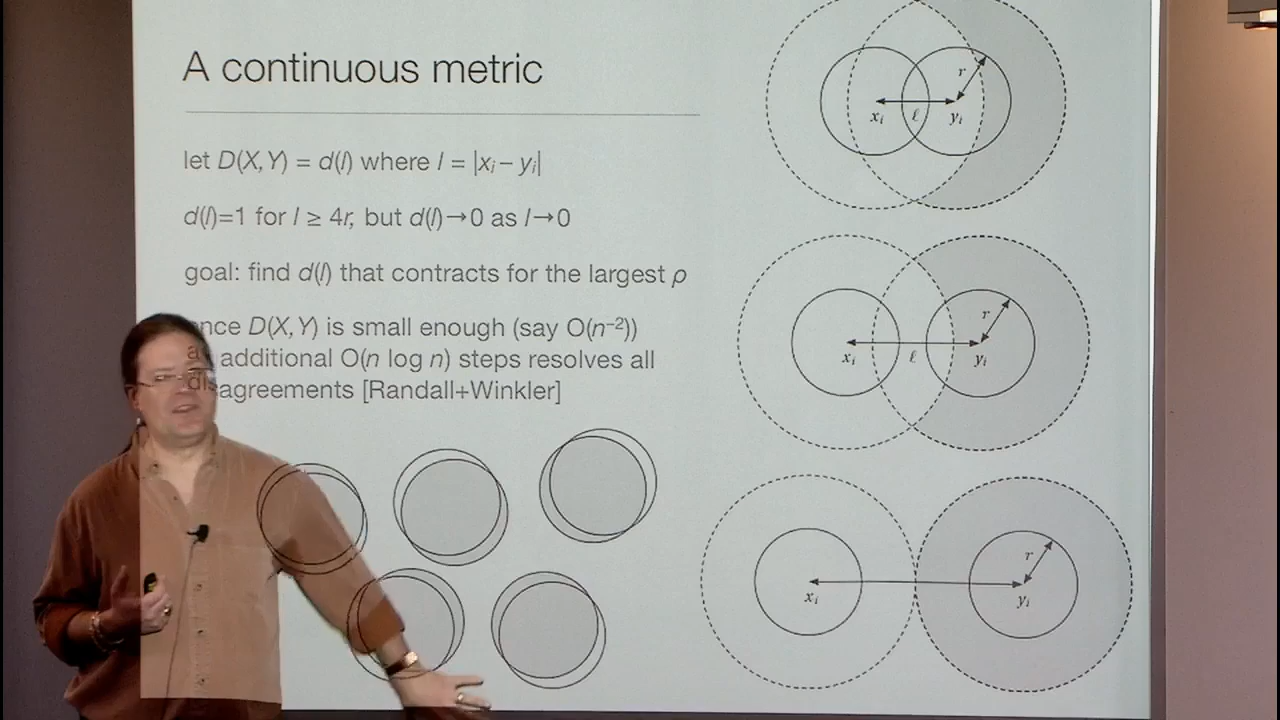 A continuous metric
let D(X, Y) = d(l) where l = |xᵢ – yᵢ|
d(l)=1 for l ≥ 4r, but d(l)→0 as l→0
goal: find d(l) that contracts for the largest ρ
D(X, Y) is small enough (say O(n⁻²))
additional O(n log n) steps resolves all
disagreements [Randall+Winkler]
r
xᵢ ℓ yᵢ
r
xᵢ ℓ yᵢ
r
xᵢ yᵢ